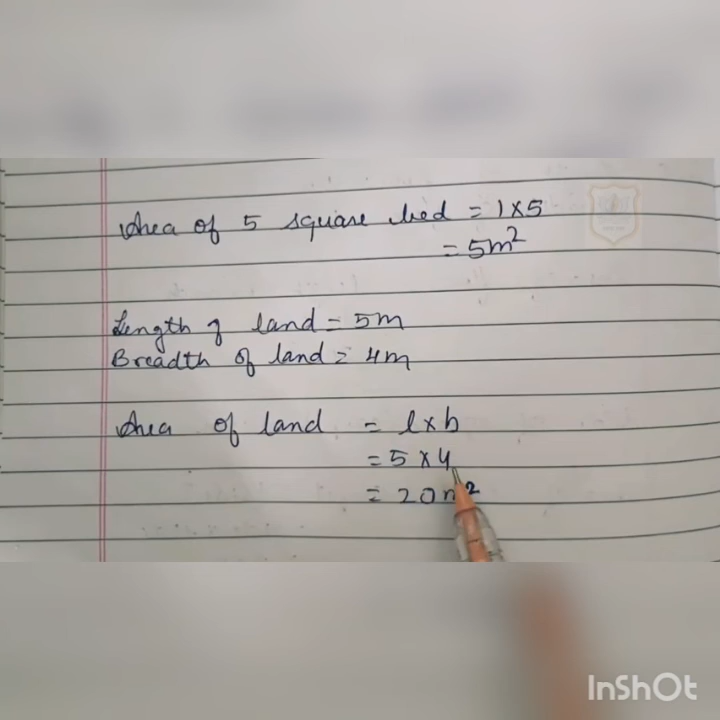 Area of 5 square bed = 1 x 5
= 5m²
Length of land = 5m
Breadth of land = 4m
Area of land = l x b
= 5 x 4
= 20m²
InShOt